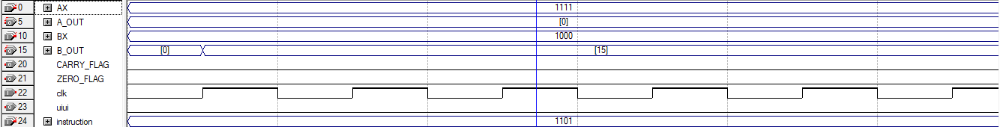 0 AX 1111
5 A_OUT [0]
10 BX 1000
15 B_OUT [0] [15]
20 CARRY_FLAG
21 ZERO_FLAG
22 clk
23 uiui
24 instruction 1101